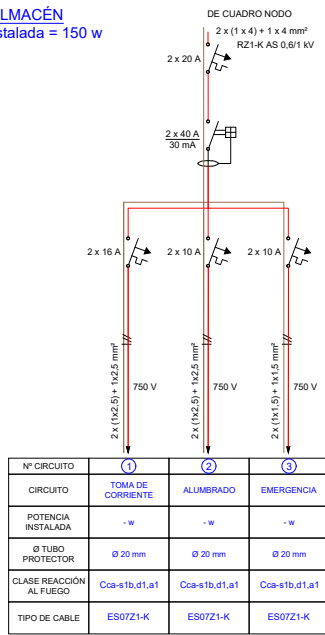 LMACÉN
stalada = 150 w
DE CUADRO NODO
2 x (1 x 4) + 1 x 4 mm²
RZ1-K AS 0,6/1 kV
2 x 20 A
2 x 40 A
30 mA
2 x 16 A
2 x 10 A
2 x 10 A
2 x (1x2,5) + 1x2,5 mm²
750 V
2 x (1x2,5) + 1x2,5 mm²
750 V
2 x (1x1,5) + 1x1,5 mm²
750 V
Nº CIRCUITO 1 2 3
CIRCUITO TOMA DE CORRIENTE ALUMBRADO EMERGENCIA
POTENCIA INSTALADA - w - w - w
Ø TUBO PROTECTOR Ø 20 mm Ø 20 mm Ø 20 mm
CLASE REACCIÓN AL FUEGO Cca-s1b,d1,a1 Cca-s1b,d1,a1 Cca-s1b,d1,a1
TIPO DE CABLE ES07Z1-K ES07Z1-K ES07Z1-K